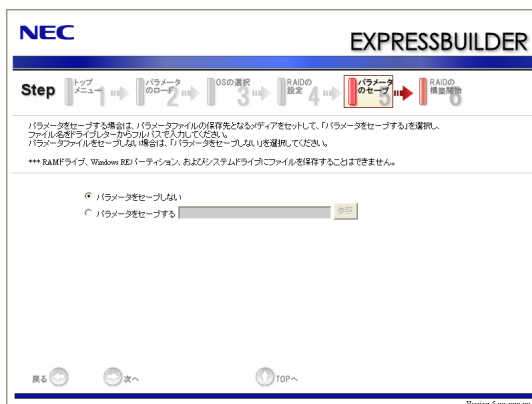 NEC
EXPRESSBUILDER
Step
トップメニュー 1
パラメータのロード 2
OSの選択 3
RAIDの設定 4
パラメータのセーブ 5
RAIDの構築開始 6
パラメータをセーブする場合は、パラメータファイルの保存先となるメディアをセットして、「パラメータをセーブする」を選択し、
ファイル名をドライブレターからフルパスで入力してください。
パラメータファイルをセーブしない場合は、「パラメータをセーブしない」を選択してください。
*** RAMドライブ、Windows REパーティション、およびシステムドライブにファイルを保存することはできません。
パラメータをセーブしない
パラメータをセーブする 参照
戻る 次へ TOPへ